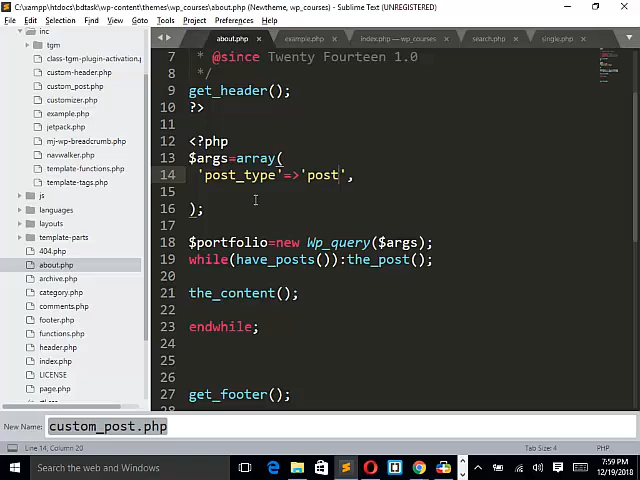 C:\xampp\htdocs\bdtask\wp-content\themes\wp_courses\about.php (Newtheme, wp_courses) - Sublime Text (UNREGISTERED)
File Edit Selection Find View Goto Tools Project Preferences Help
inc
tgm
class-tgm-plugin-activation.p
custom-header.php
custom_post.php
customizer.php
example.php
jetpack.php
mj-wp-breadcrumb.php
navwalker.php
template-functions.php
template-tags.php
js
languages
layouts
template-parts
404.php
about.php
archive.php
category.php
comments.php
footer.php
functions.php
header.php
index.php
LICENSE
page.php
about.php × example.php × index.php — wp_courses × search.php × single.php ×
7 * @since Twenty Fourteen 1.0
8 */
9 get_header();
10 ?>
11
12 <?php
13 $args=array(
14 'post_type'=>'post',
15
16 );
17
18 $portfolio=new Wp_query($args);
19 while(have_posts()):the_post();
20
21 the_content();
22
23 endwhile;
24
25
26
27 get_footer();
28
New Name: custom_post.php
Line 14, Column 20
Tab Size: 4
PHP
Search the web and Windows
7:59 PM
12/19/2018